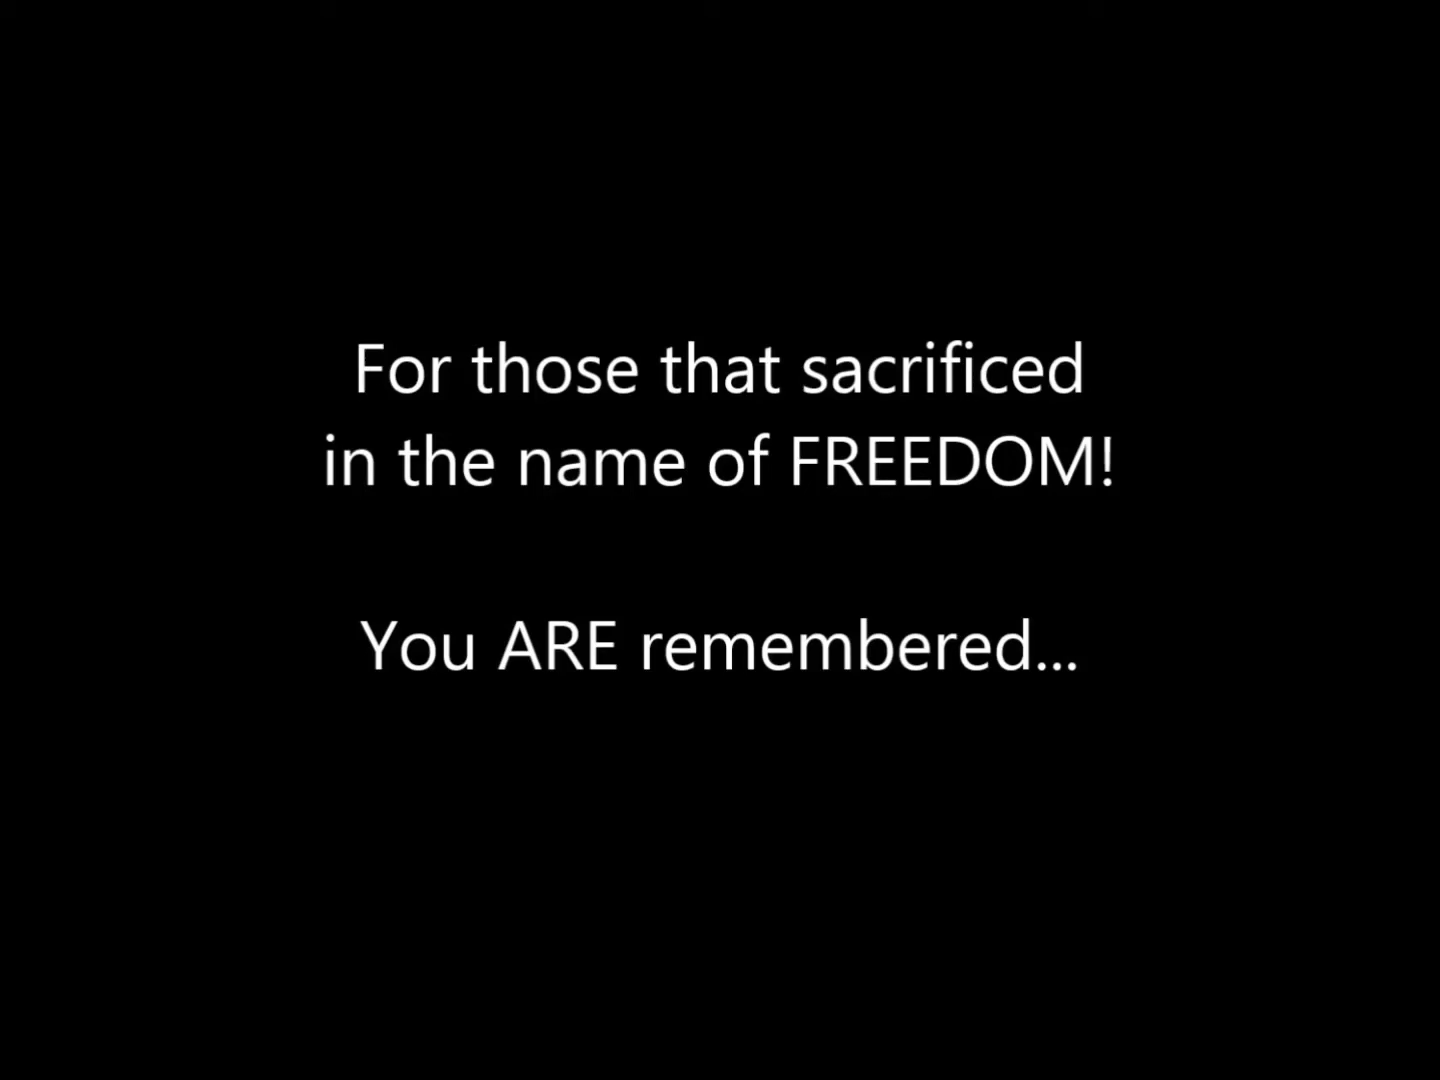 For those that sacrificed
in the name of FREEDOM!
You ARE remembered...